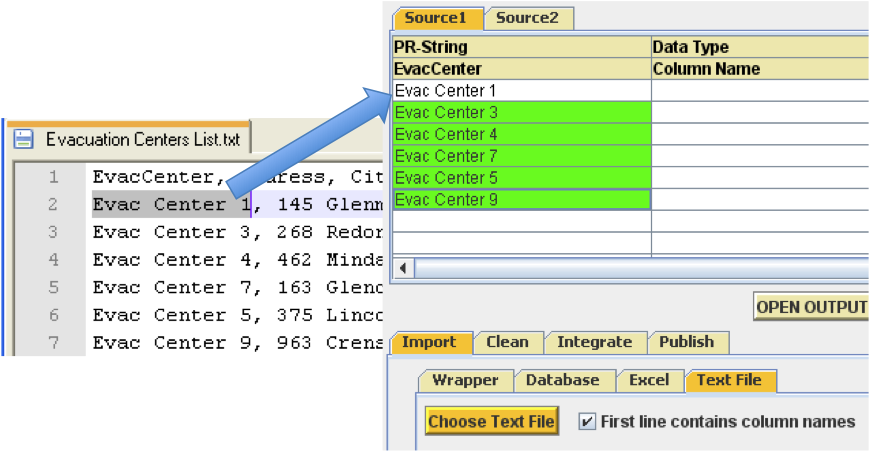 Evacuation Centers List.txt
1 EvacCenter, ress, Cit
2 Evac Center 1, 145 Glenm
3 Evac Center 3, 268 Redor
4 Evac Center 4, 462 Minda
5 Evac Center 7, 163 Glenc
6 Evac Center 5, 375 Linco
7 Evac Center 9, 963 Crens
Source1 Source2
PR-String Data Type
EvacCenter Column Name
Evac Center 1
Evac Center 3
Evac Center 4
Evac Center 7
Evac Center 5
Evac Center 9
OPEN OUTPUT
Import Clean Integrate Publish
Wrapper Database Excel Text File
Choose Text File First line contains column names